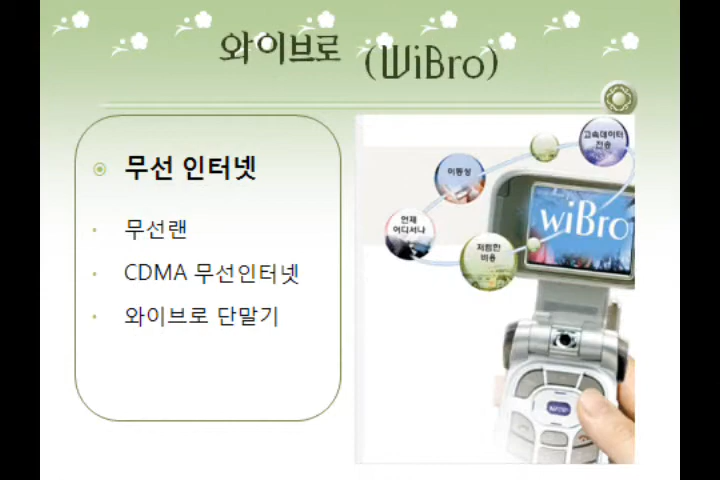 와이브로 (WiBro)
무선 인터넷
무선랜
CDMA 무선인터넷
와이브로 단말기
고속데이터
전송
이동성
언제
어디서나
저렴한
비용
wiBro